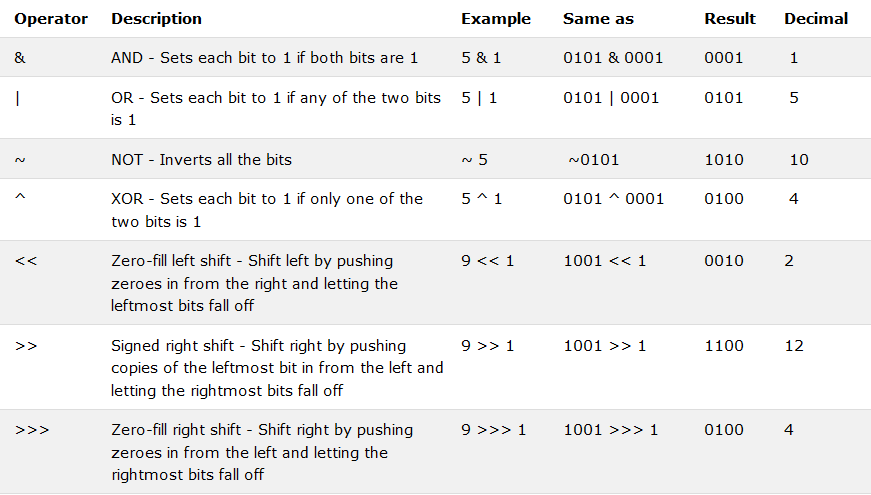 Operator Description Example Same as Result Decimal
& AND - Sets each bit to 1 if both bits are 1 5 & 1 0101 & 0001 0001 1
| OR - Sets each bit to 1 if any of the two bits 5 | 1 0101 | 0001 0101 5
is 1
~ NOT - Inverts all the bits ~ 5 ~0101 1010 10
^ XOR - Sets each bit to 1 if only one of the 5 ^ 1 0101 ^ 0001 0100 4
two bits is 1
<< Zero-fill left shift - Shift left by pushing 9 << 1 1001 << 1 0010 2
zeroes in from the right and letting the
leftmost bits fall off
>> Signed right shift - Shift right by pushing 9 >> 1 1001 >> 1 1100 12
copies of the leftmost bit in from the left and
letting the rightmost bits fall off
>>> Zero-fill right shift - Shift right by pushing 9 >>> 1 1001 >>> 1 0100 4
zeroes in from the left and letting the
rightmost bits fall off